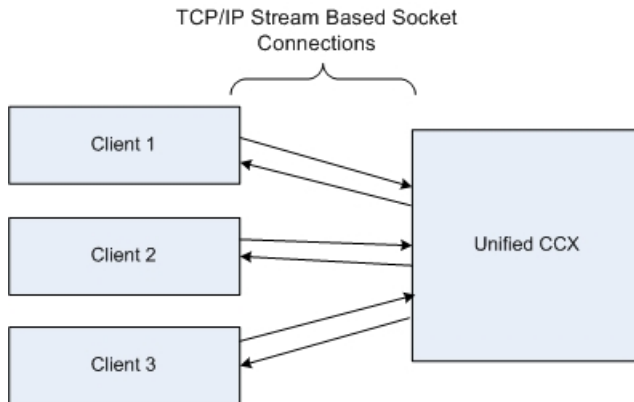 TCP/IP Stream Based Socket
Connections
Client 1
Client 2
Unified CCX
Client 3